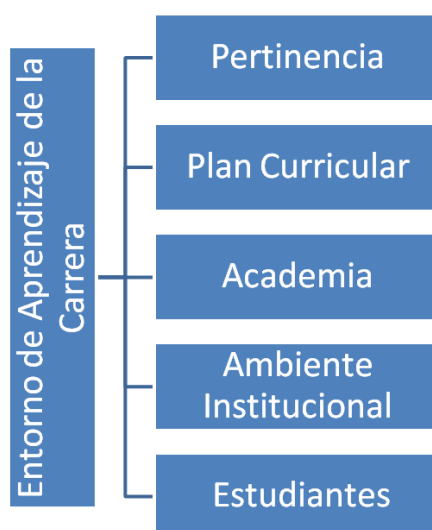 Entorno de Aprendizaje de la
Carrera
Pertinencia
Plan Curricular
Academia
Ambiente
Institucional
Estudiantes